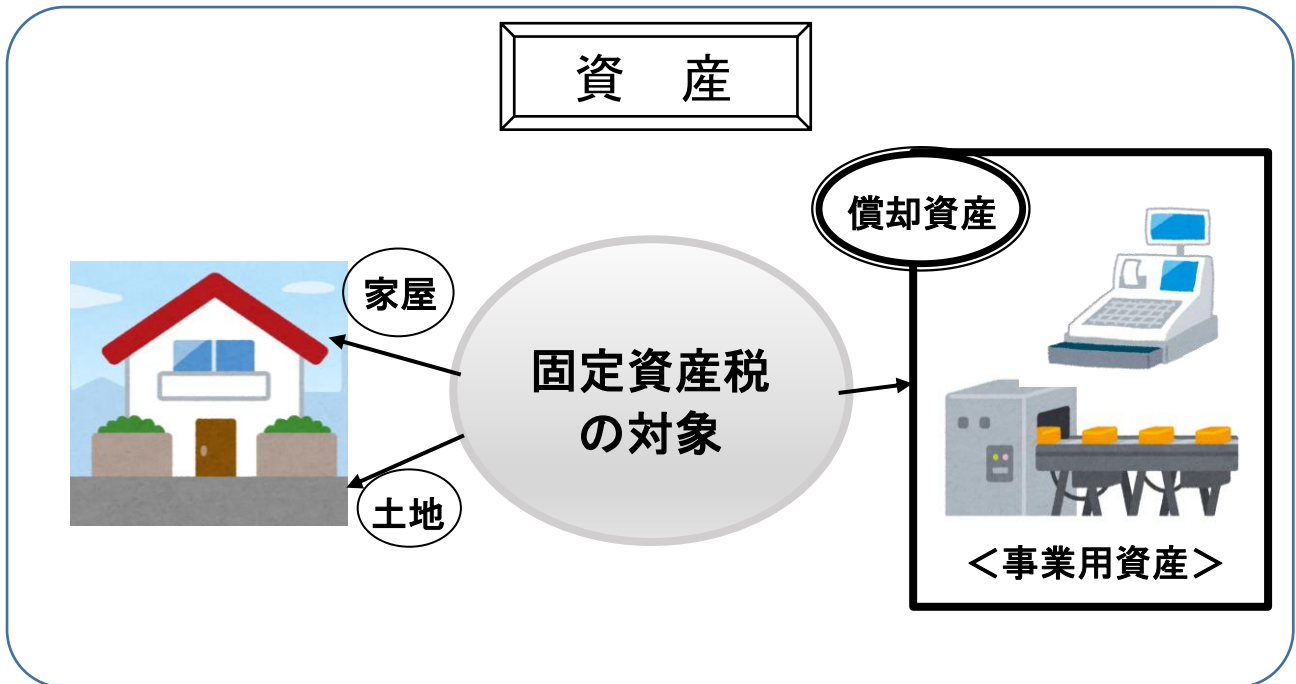 資　産
償却資産
家屋
固定資産税
の対象
土地
＜事業用資産＞